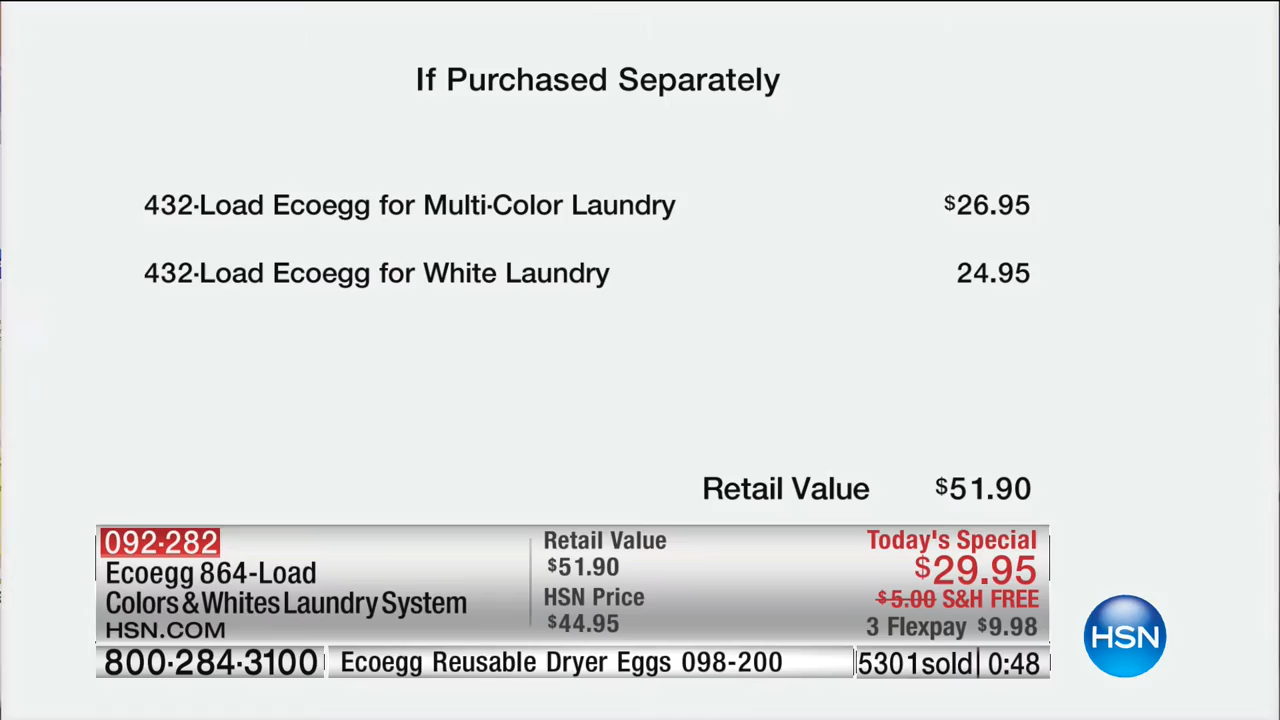 If Purchased Separately
432-Load Ecoegg for Multi-Color Laundry $26.95
432-Load Ecoegg for White Laundry 24.95
Retail Value $51.90
092-282
Ecoegg 864-Load
Colors & Whites Laundry System
HSN.COM
Retail Value
$51.90
HSN Price
$44.95
Today's Special
$29.95
$5.00 S&H FREE
3 Flexpay $9.98
800-284-3100 Ecoegg Reusable Dryer Eggs 098-200 5301sold 0:48
HSN